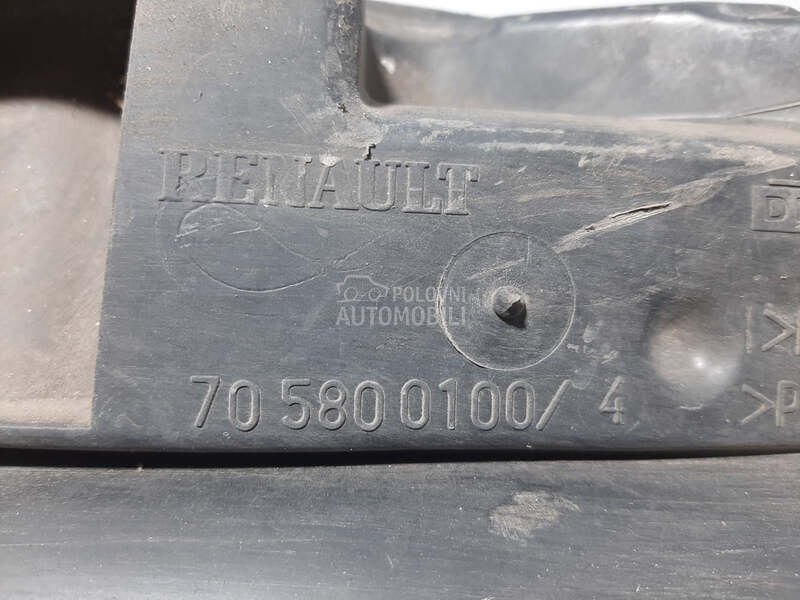 RENAULT
POLOVNI
AUTOMOBILI
70 580 0100/ 4
>P